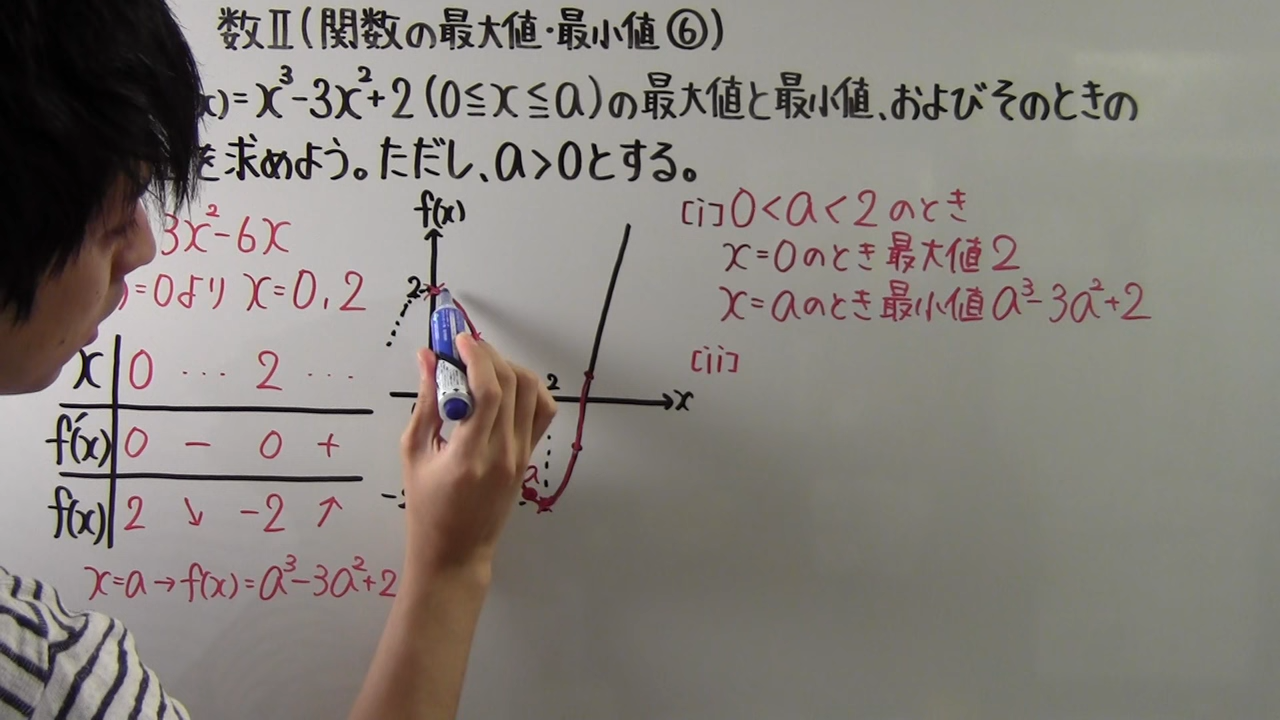 数Ⅱ(関数の最大値・最小値⑥)
x)=x³-3x²+2(0≦x≦a)の最大値と最小値、およびそのときの
を求めよう。ただし、a>0とする。
3x²-6x
)=0より x=0,2
x 0 … 2 …
f'(x) 0 - 0 +
f(x) 2 ↘ -2 ↗
x=a→f(x)=a³-3a²+2
f(x)
2
2
x
a
[i]0<a<2のとき
x=0のとき最大値2
x=aのとき最小値a³-3a²+2
[ii]